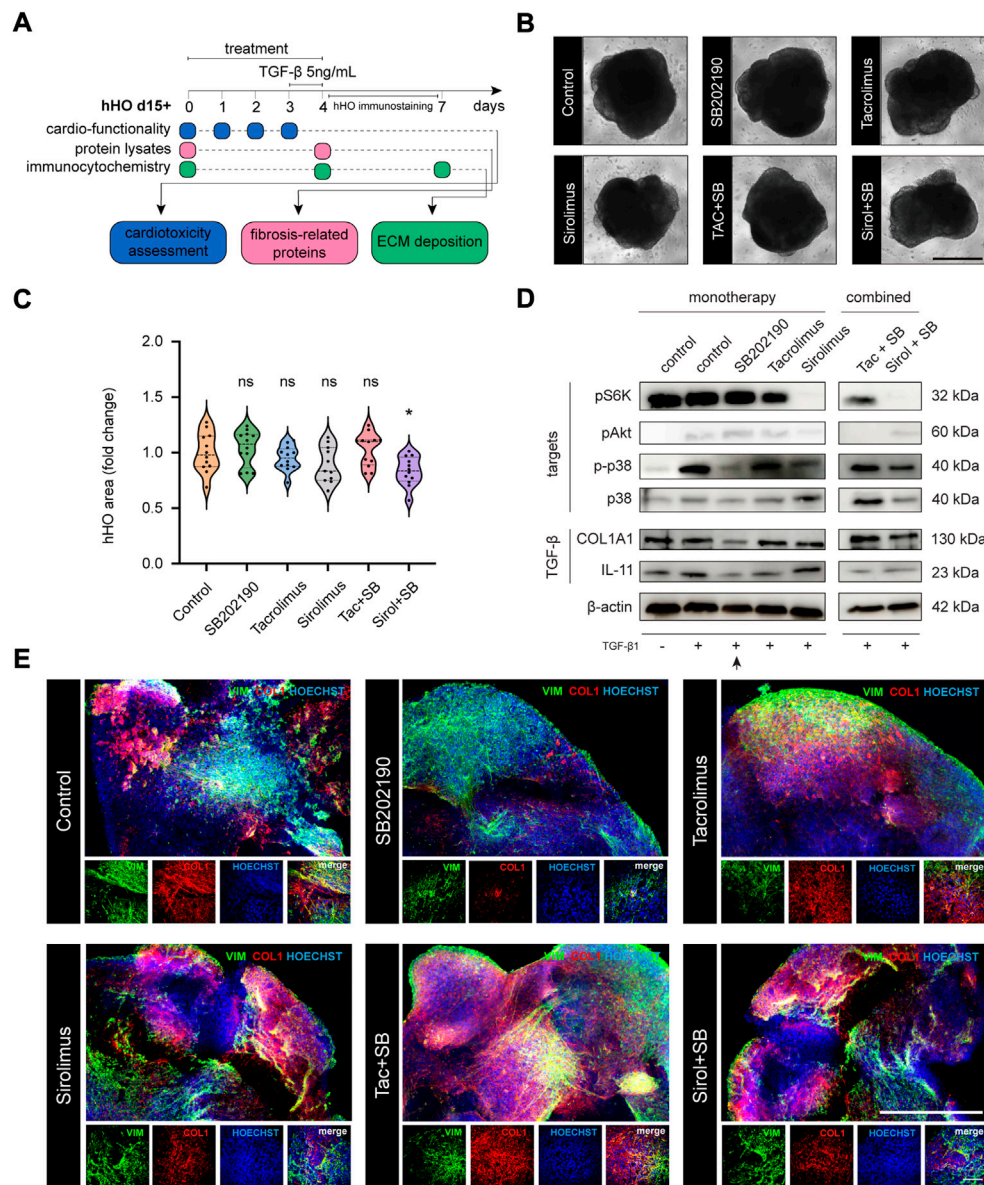 A
treatment
TGF-β 5ng/mL
hHO d15+
0 1 2 3 4 hHO immunostaining 7 days
cardio-functionality
protein lysates
immunocytochemistry
cardiotoxicity
assessment
fibrosis-related
proteins
ECM deposition
B
Control
SB202190
Tacrolimus
Sirolimus
TAC+SB
Sirol+SB
C
hHO area (fold change)
2.0
1.5
1.0
0.5
0.0
ns ns ns ns *
Control
SB202190
Tacrolimus
Sirolimus
Tac+SB
Sirol+SB
D
monotherapy
combined
control
control
SB202190
Tacrolimus
Sirolimus
Tac + SB
Sirol + SB
targets
pS6K 32 kDa
pAkt 60 kDa
p-p38 40 kDa
p38 40 kDa
TGF-β
COL1A1 130 kDa
IL-11 23 kDa
β-actin 42 kDa
TGF-β1 - + + + + + +
E
Control
VIM COL1 HOECHST
VIM COL1 HOECHST merge
SB202190
VIM COL1 HOECHST
VIM COL1 HOECHST merge
Tacrolimus
VIM COL1 HOECHST
VIM COL1 HOECHST merge
Sirolimus
VIM COL1 HOECHST
VIM COL1 HOECHST merge
Tac+SB
VIM COL1 HOECHST
VIM COL1 HOECHST merge
Sirol+SB
VIM COL1 HOECHST
VIM COL1 HOECHST merge